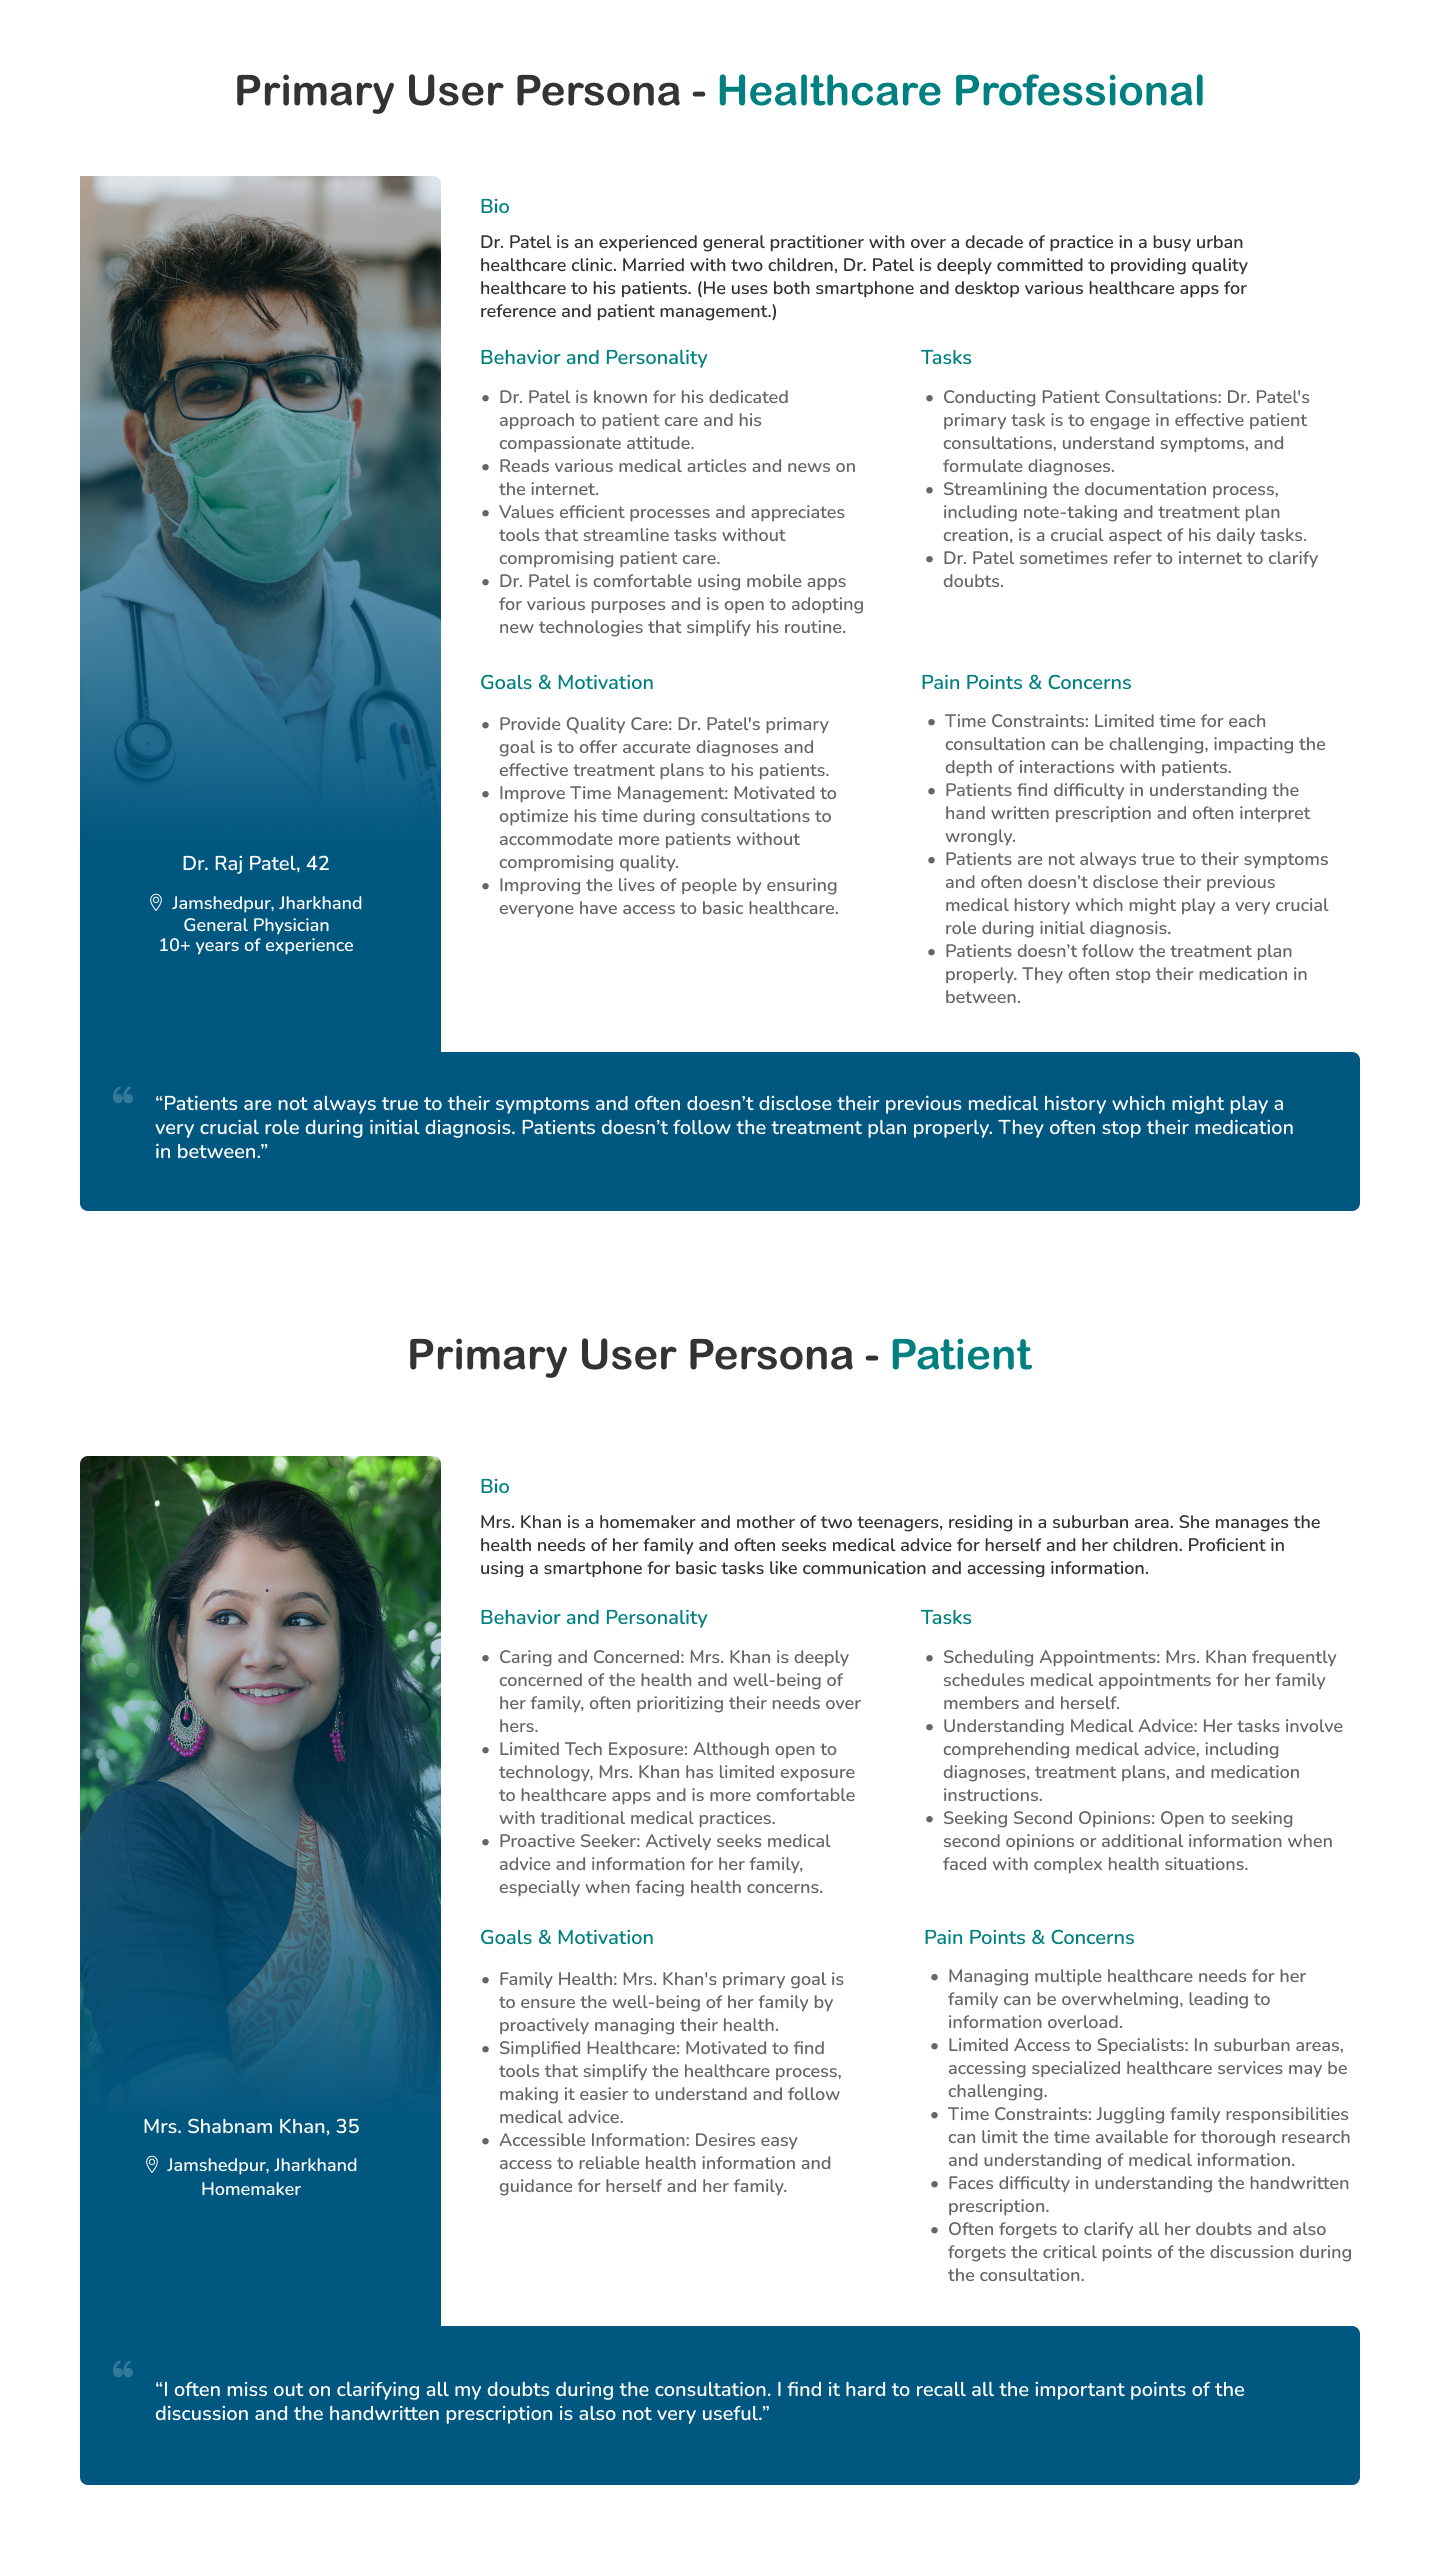 Primary User Persona - Healthcare Professional
Bio
Dr. Patel is an experienced general practitioner with over a decade of practice in a busy urban
healthcare clinic. Married with two children, Dr. Patel is deeply committed to providing quality
healthcare to his patients. (He uses both smartphone and desktop various healthcare apps for
reference and patient management.)
Behavior and Personality
• Dr. Patel is known for his dedicated
approach to patient care and his
compassionate attitude.
• Reads various medical articles and news on
the internet.
• Values efficient processes and appreciates
tools that streamline tasks without
compromising patient care.
• Dr. Patel is comfortable using mobile apps
for various purposes and is open to adopting
new technologies that simplify his routine.
Tasks
• Conducting Patient Consultations: Dr. Patel's
primary task is to engage in effective patient
consultations, understand symptoms, and
formulate diagnoses.
• Streamlining the documentation process,
including note-taking and treatment plan
creation, is a crucial aspect of his daily tasks.
• Dr. Patel sometimes refer to internet to clarify
doubts.
Goals & Motivation
• Provide Quality Care: Dr. Patel's primary
goal is to offer accurate diagnoses and
effective treatment plans to his patients.
• Improve Time Management: Motivated to
optimize his time during consultations to
accommodate more patients without
compromising quality.
• Improving the lives of people by ensuring
everyone have access to basic healthcare.
Pain Points & Concerns
• Time Constraints: Limited time for each
consultation can be challenging, impacting the
depth of interactions with patients.
• Patients find difficulty in understanding the
hand written prescription and often interpret
wrongly.
• Patients are not always true to their symptoms
and often doesn’t disclose their previous
medical history which might play a very crucial
role during initial diagnosis.
• Patients doesn’t follow the treatment plan
properly. They often stop their medication in
between.
Dr. Raj Patel, 42
Jamshedpur, Jharkhand
General Physician
10+ years of experience
“Patients are not always true to their symptoms and often doesn’t disclose their previous medical history which might play a
very crucial role during initial diagnosis. Patients doesn’t follow the treatment plan properly. They often stop their medication
in between.”
Primary User Persona - Patient
Bio
Mrs. Khan is a homemaker and mother of two teenagers, residing in a suburban area. She manages the
health needs of her family and often seeks medical advice for herself and her children. Proficient in
using a smartphone for basic tasks like communication and accessing information.
Behavior and Personality
• Caring and Concerned: Mrs. Khan is deeply
concerned of the health and well-being of
her family, often prioritizing their needs over
hers.
• Limited Tech Exposure: Although open to
technology, Mrs. Khan has limited exposure
to healthcare apps and is more comfortable
with traditional medical practices.
• Proactive Seeker: Actively seeks medical
advice and information for her family,
especially when facing health concerns.
Tasks
• Scheduling Appointments: Mrs. Khan frequently
schedules medical appointments for her family
members and herself.
• Understanding Medical Advice: Her tasks involve
comprehending medical advice, including
diagnoses, treatment plans, and medication
instructions.
• Seeking Second Opinions: Open to seeking
second opinions or additional information when
faced with complex health situations.
Goals & Motivation
• Family Health: Mrs. Khan's primary goal is
to ensure the well-being of her family by
proactively managing their health.
• Simplified Healthcare: Motivated to find
tools that simplify the healthcare process,
making it easier to understand and follow
medical advice.
• Accessible Information: Desires easy
access to reliable health information and
guidance for herself and her family.
Pain Points & Concerns
• Managing multiple healthcare needs for her
family can be overwhelming, leading to
information overload.
• Limited Access to Specialists: In suburban areas,
accessing specialized healthcare services may be
challenging.
• Time Constraints: Juggling family responsibilities
can limit the time available for thorough research
and understanding of medical information.
• Faces difficulty in understanding the handwritten
prescription.
• Often forgets to clarify all her doubts and also
forgets the critical points of the discussion during
the consultation.
Mrs. Shabnam Khan, 35
Jamshedpur, Jharkhand
Homemaker
“I often miss out on clarifying all my doubts during the consultation. I find it hard to recall all the important points of the
discussion and the handwritten prescription is also not very useful.”